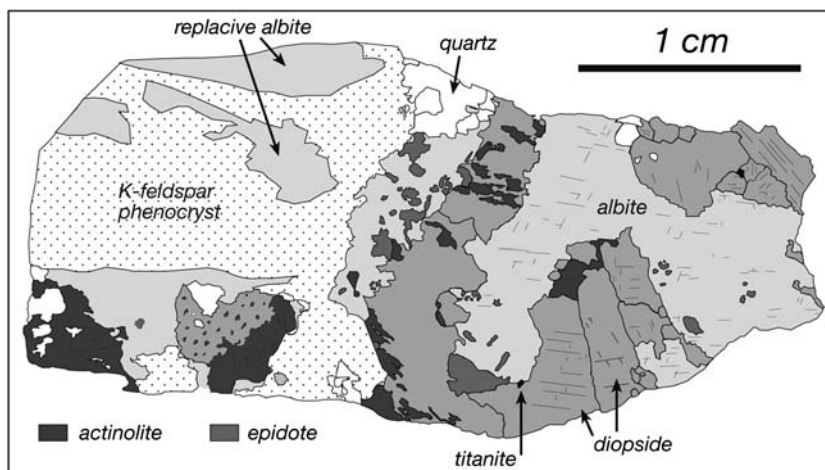 replacive albite
quartz
1 cm
K-feldspar
phenocryst
albite
actinolite
epidote
titanite
diopside